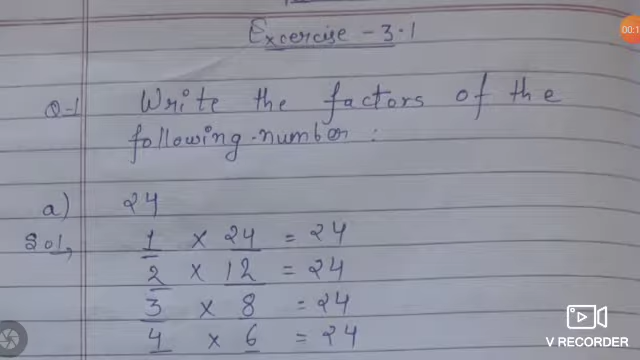 Excercise - 3.1
Q-1 Write the factors of the
following number :
a) 24
Sol, 1 × 24 = 24
2 × 12 = 24
3 × 8 = 24
4 × 6 = 24
00:1
V RECORDER